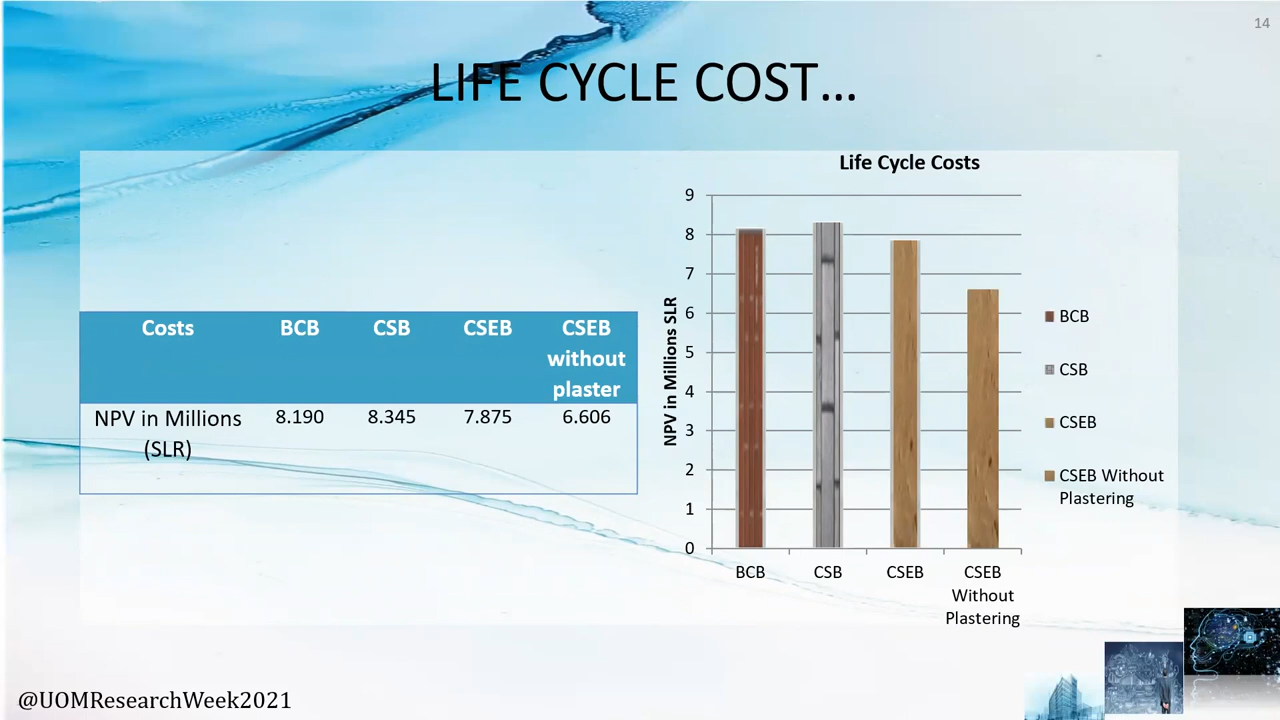 14
LIFE CYCLE COST...
Costs BCB CSB CSEB CSEB
without
plaster
NPV in Millions 8.190 8.345 7.875 6.606
(SLR)
Life Cycle Costs
NPV in Millions SLR
9
8
7
6
5
4
3
2
1
0
BCB CSB CSEB CSEB
Without
Plastering
BCB
CSB
CSEB
CSEB Without
Plastering
@UOMResearchWeek2021